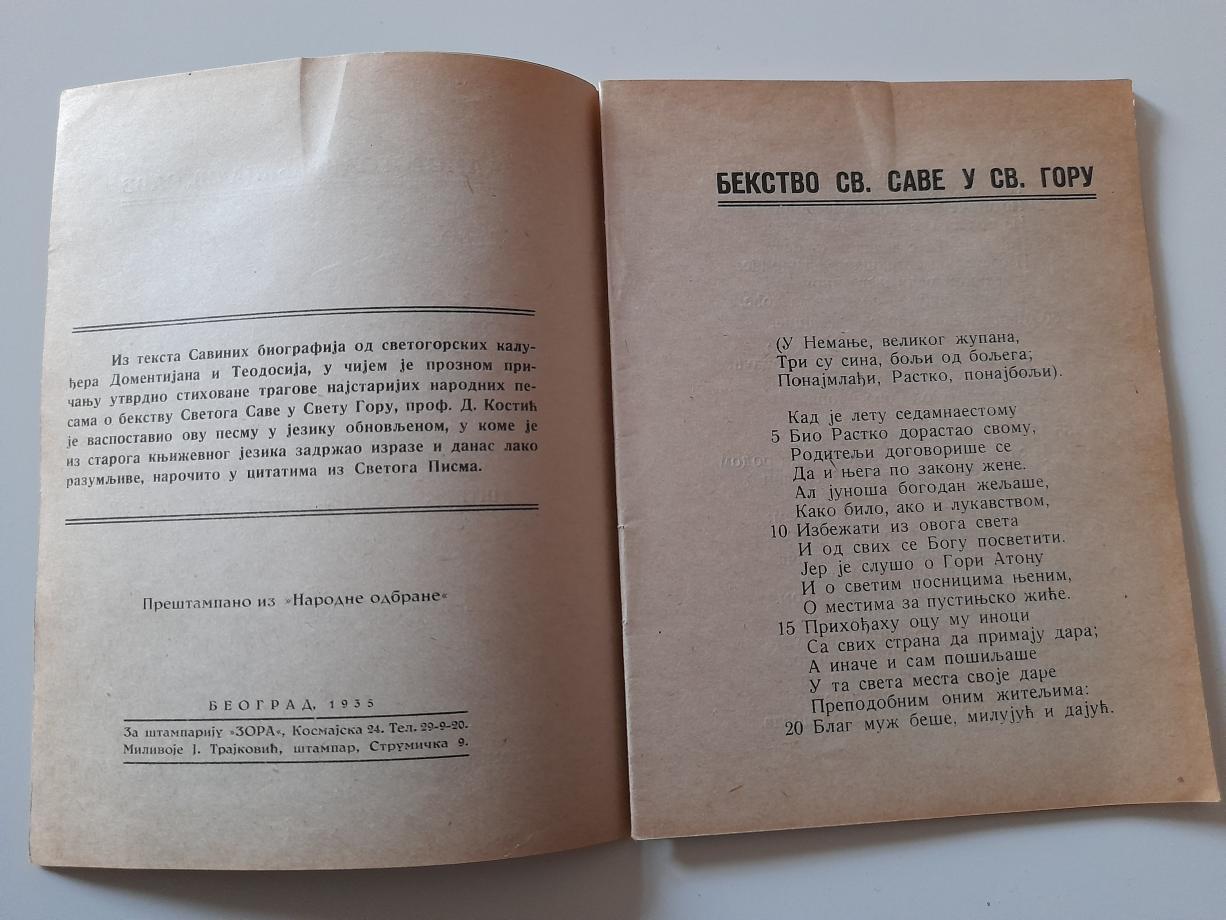 Из текста Савиних биографија од светогорских калу-
ђера Доментијана и Теодосија, у чијем је прозном при-
чању утврдно стиховане трагове најстаријих народних пе-
сама о бекству Светога Саве у Свету Гору, проф. Д. Костић
је васпоставио ову песму у језику обновљеном, у коме је
из старога књижевног језика задржао изразе и данас лако
разумљиве, нарочито у цитатима из Светога Писма.
Прештампано из »Народне одбране«
БЕОГРАД, 1935
За штампарију »ЗОРА«, Космајска 24. Тел. 29-9-20.
Миливоје Ј. Трајковић, штампар, Струмичка 9.
БЕКСТВО СВ. САВЕ У СВ. ГОРУ
(У Немање, великог жупана,
Три су сина, бољи од бољега;
Понајмлађи, Растко, понајбољи).
Кад је лету седамнаестому
5 Био Растко дорастао свому,
Родитељи договорише се
Да и њега по закону жене.
Ал јуноша богодан жељаше,
Како било, ако и лукавством,
10 Избежати из овога света
И од свих се Богу посветити.
Јер је слушо о Гори Атону
И о светим посницима њеним,
О местима за пустињско жиће.
15 Прихођаху оцу му иноци
Са свих страна да примају дара;
А иначе и сам пошиљаше
У та света места своје даре
Преподобним оним житељима:
20 Благ муж беше, милујућ и дајућ.